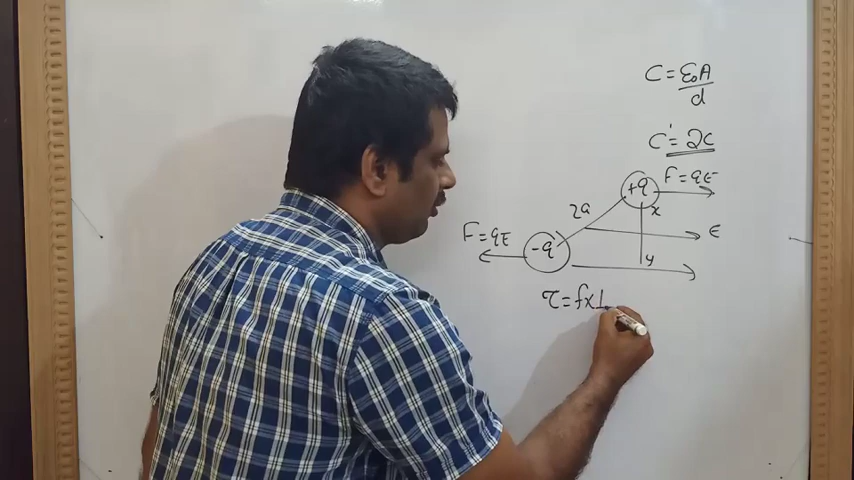 C = ε₀A/d
C' = 2C
+q
F = qE
x
2a
E
F = qE
-q
y
τ = f×⊥